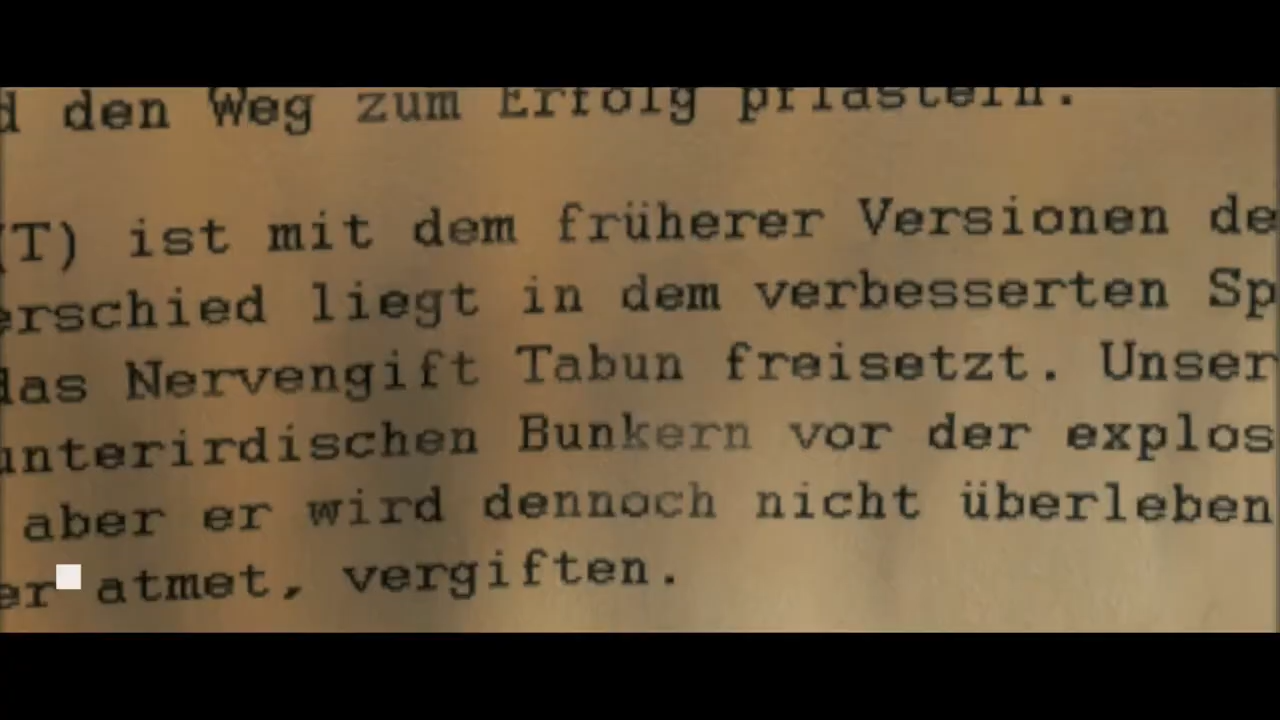 d den Weg zum Erfolg pflastern.
(T) ist mit dem früherer Versionen de
erschied liegt in dem verbesserten Sp
das Nervengift Tabun freisetzt. Unser
unterirdischen Bunkern vor der explos
aber er wird dennoch nicht überleben
er atmet, vergiften.